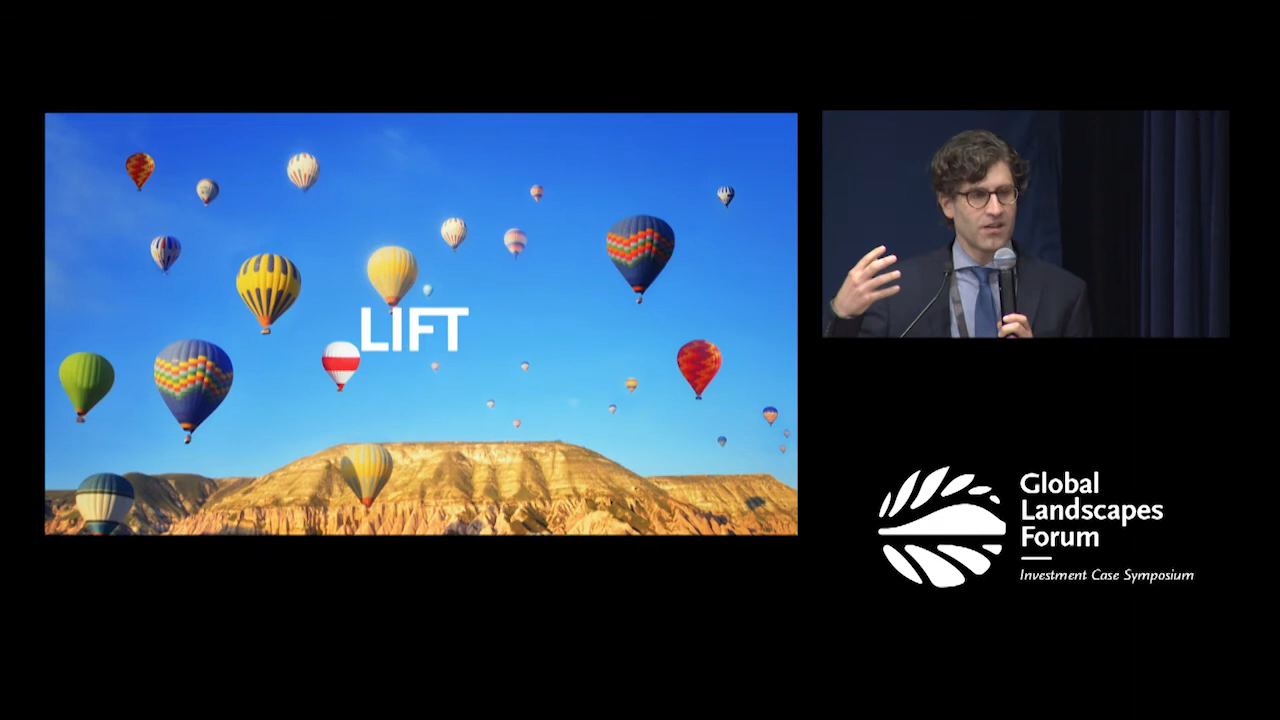 LIFT
Global
Landscapes
Forum
Investment Case Symposium